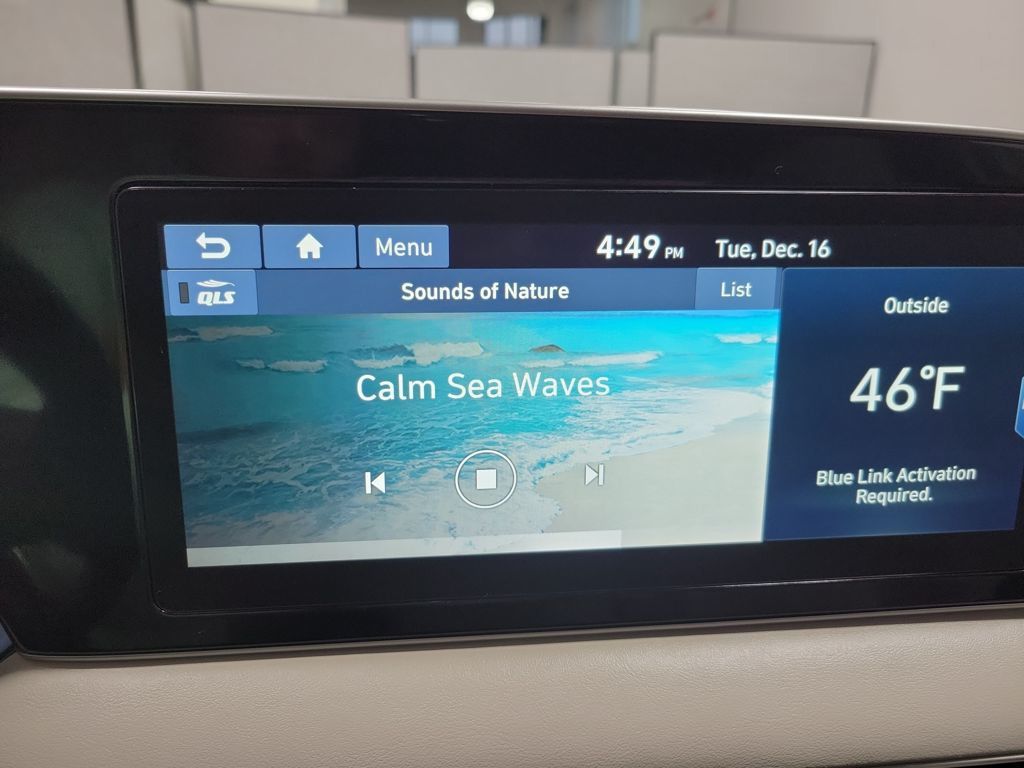 Menu
4:49 PM
Tue, Dec. 16
QLS
Sounds of Nature
List
Outside
Calm Sea Waves
46°F
Blue Link Activation
Required.